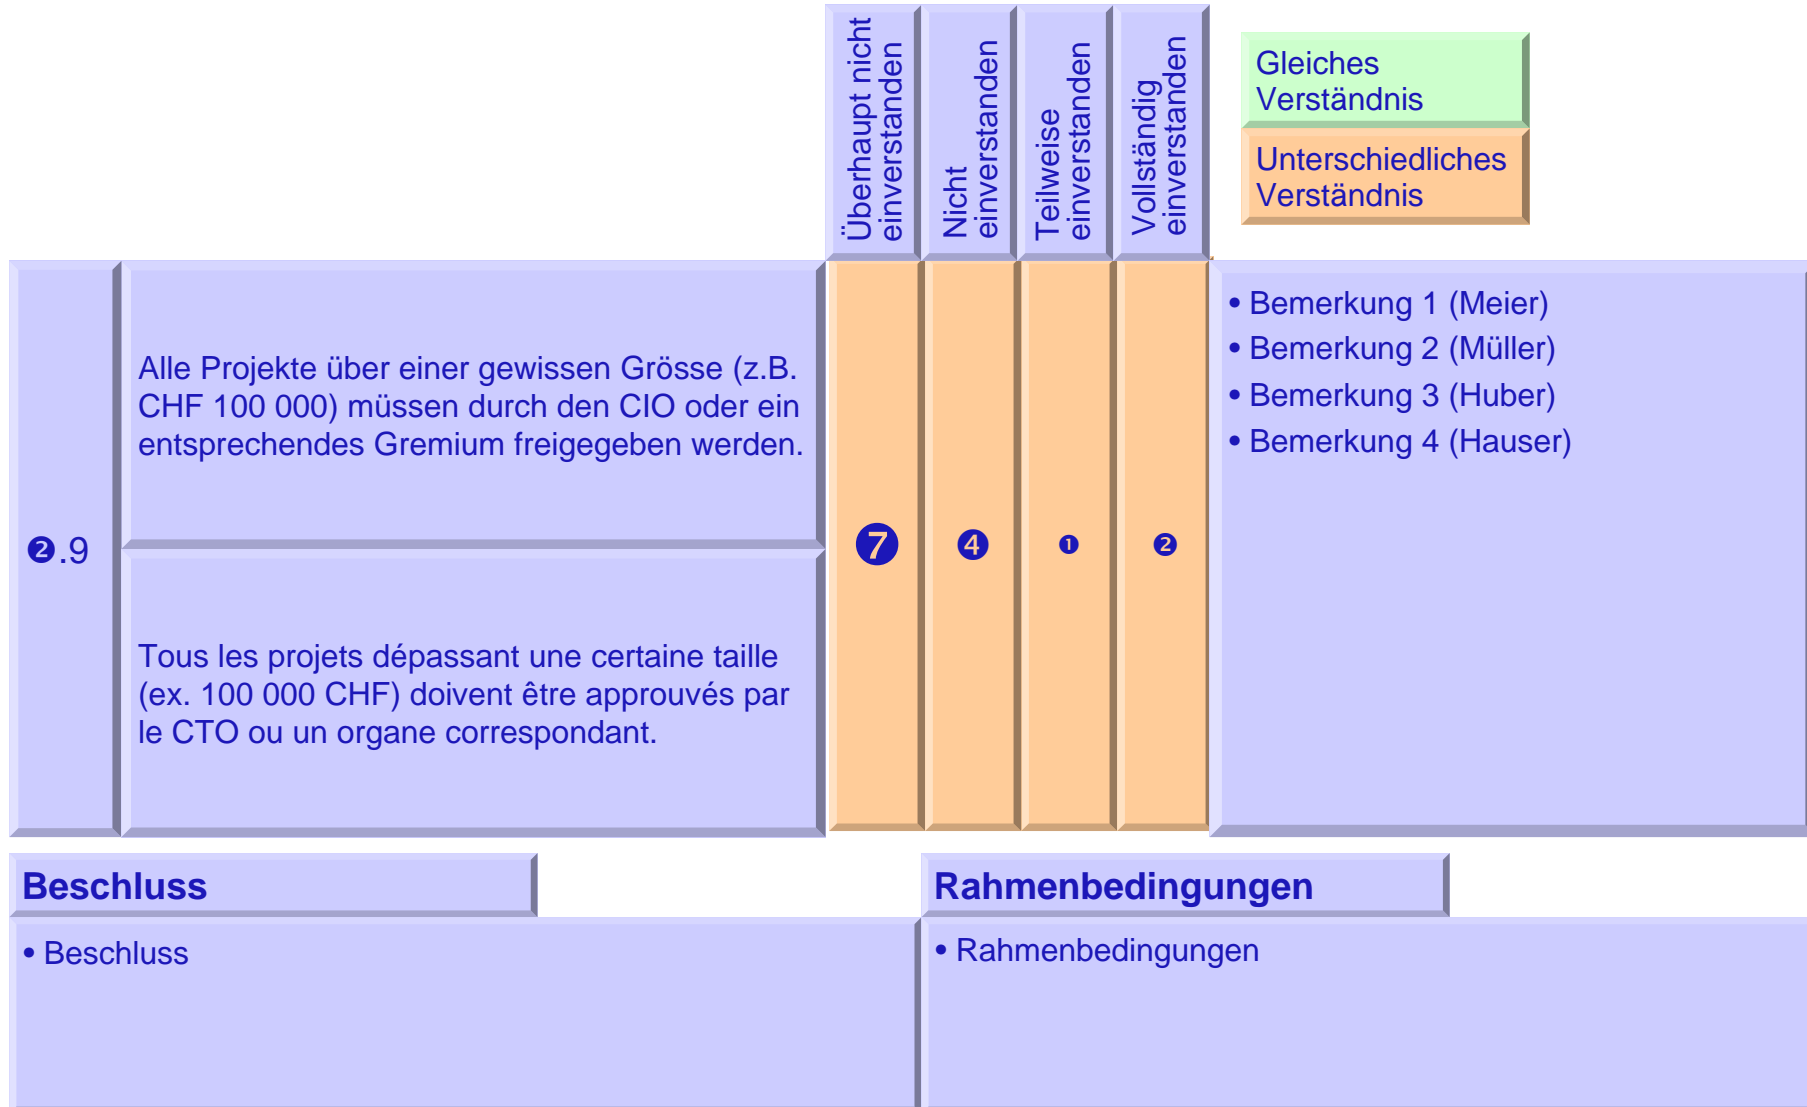 Überhaupt nicht
einverstanden
Nicht
einverstanden
Teilweise
einverstanden
Vollständig
einverstanden
Gleiches
Verständnis
Unterschiedliches
Verständnis
❷.9
Alle Projekte über einer gewissen Grösse (z.B.
CHF 100 000) müssen durch den CIO oder ein
entsprechendes Gremium freigegeben werden.
Tous les projets dépassant une certaine taille
(ex. 100 000 CHF) doivent être approuvés par
le CTO ou un organe correspondant.
❼ ❹ ❶ ❷
• Bemerkung 1 (Meier)
• Bemerkung 2 (Müller)
• Bemerkung 3 (Huber)
• Bemerkung 4 (Hauser)
Beschluss
• Beschluss
Rahmenbedingungen
• Rahmenbedingungen